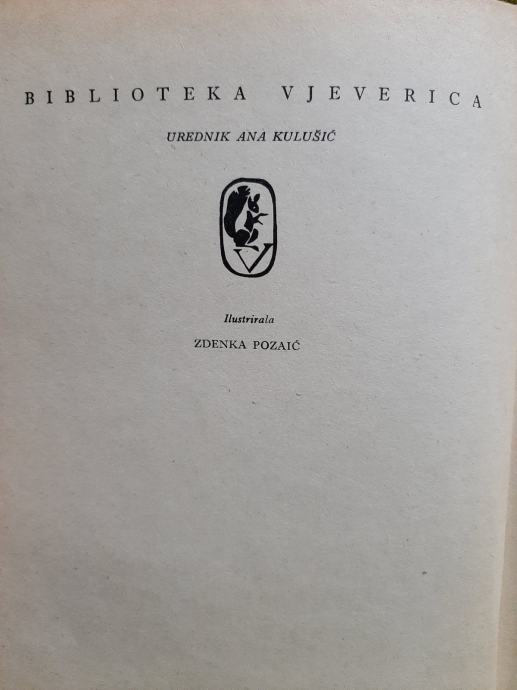 BIBLIOTEKA VJEVERICA
UREDNIK ANA KULUŠIĆ
V
Ilustrirala
ZDENKA POZAIĆ